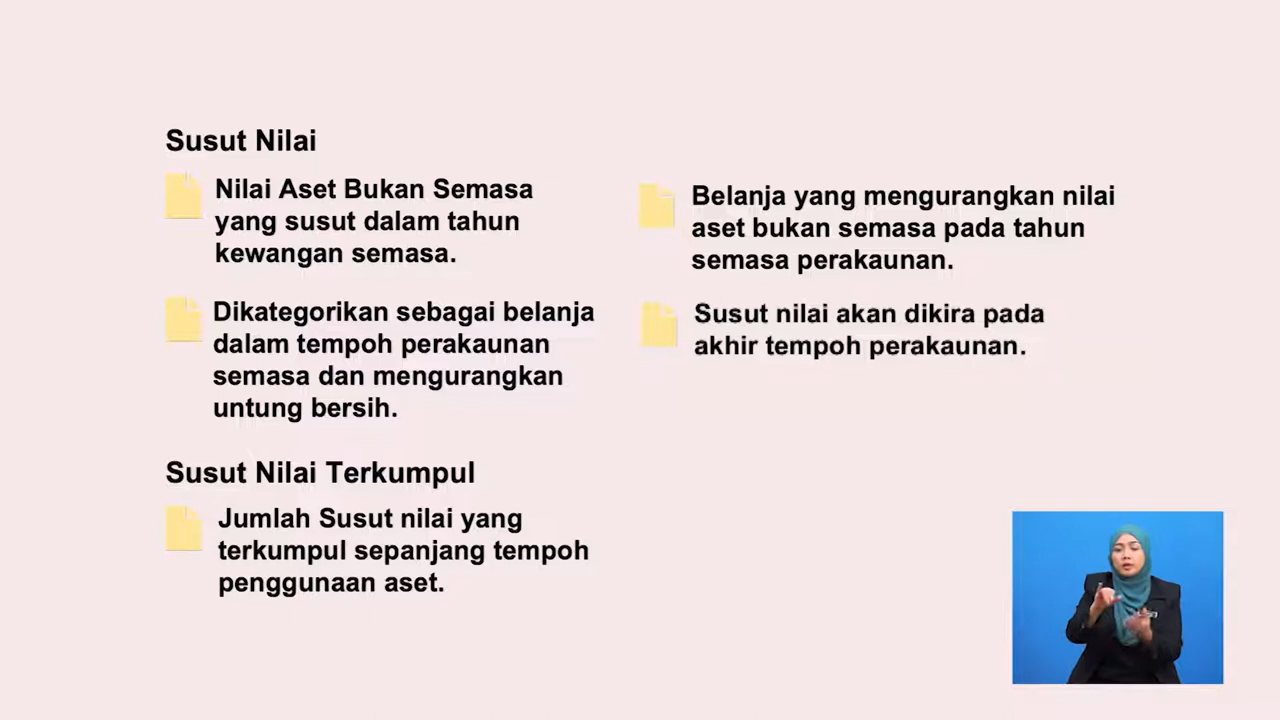 Susut Nilai
Nilai Aset Bukan Semasa
yang susut dalam tahun
kewangan semasa.
Dikategorikan sebagai belanja
dalam tempoh perakaunan
semasa dan mengurangkan
untung bersih.
Belanja yang mengurangkan nilai
aset bukan semasa pada tahun
semasa perakaunan.
Susut nilai akan dikira pada
akhir tempoh perakaunan.
Susut Nilai Terkumpul
Jumlah Susut nilai yang
terkumpul sepanjang tempoh
penggunaan aset.